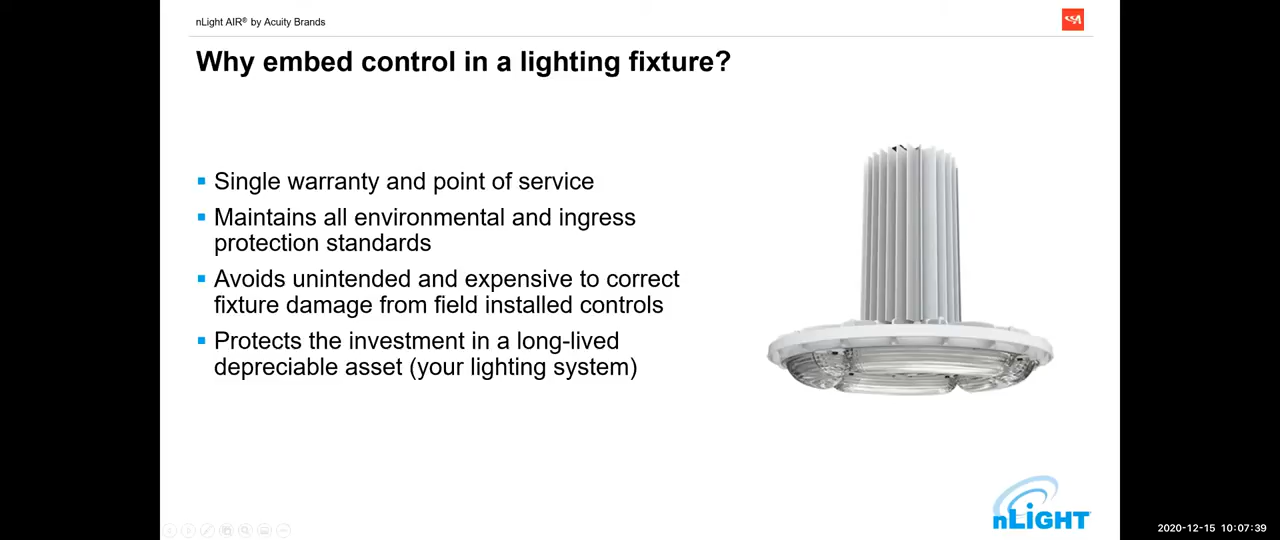 nLight AIR® by Acuity Brands
Why embed control in a lighting fixture?
Single warranty and point of service
Maintains all environmental and ingress
protection standards
Avoids unintended and expensive to correct
fixture damage from field installed controls
Protects the investment in a long-lived
depreciable asset (your lighting system)
nLIGHT
2020-12-15 10:07:39